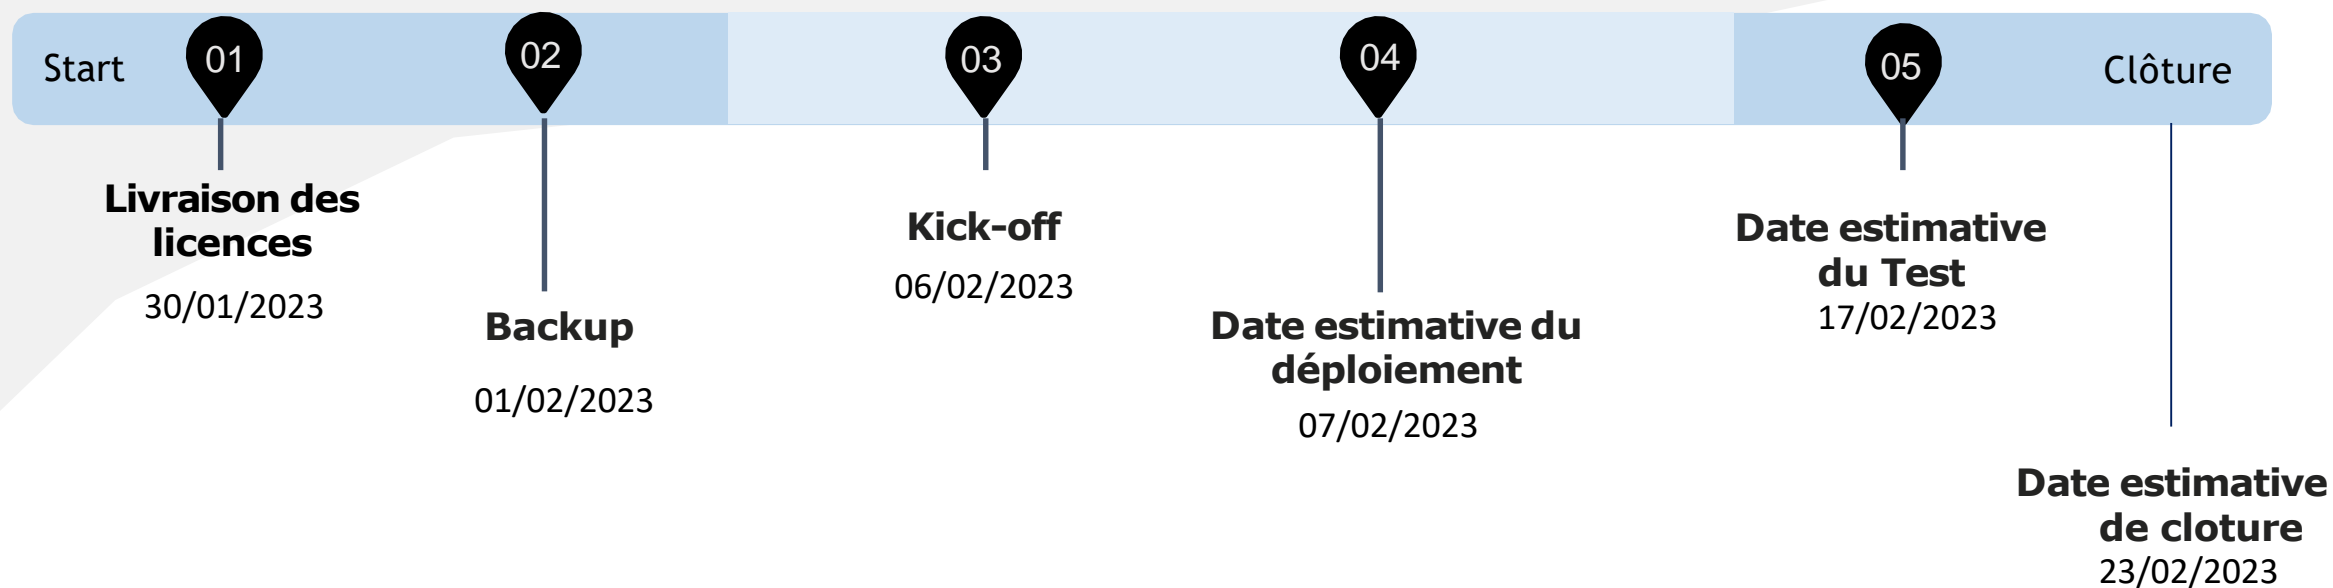 Start
01
02
03
04
05
Clôture
Livraison des
licences
30/01/2023
Backup
01/02/2023
Kick-off
06/02/2023
Date estimative du
déploiement
07/02/2023
Date estimative
du Test
17/02/2023
Date estimative
de cloture
23/02/2023